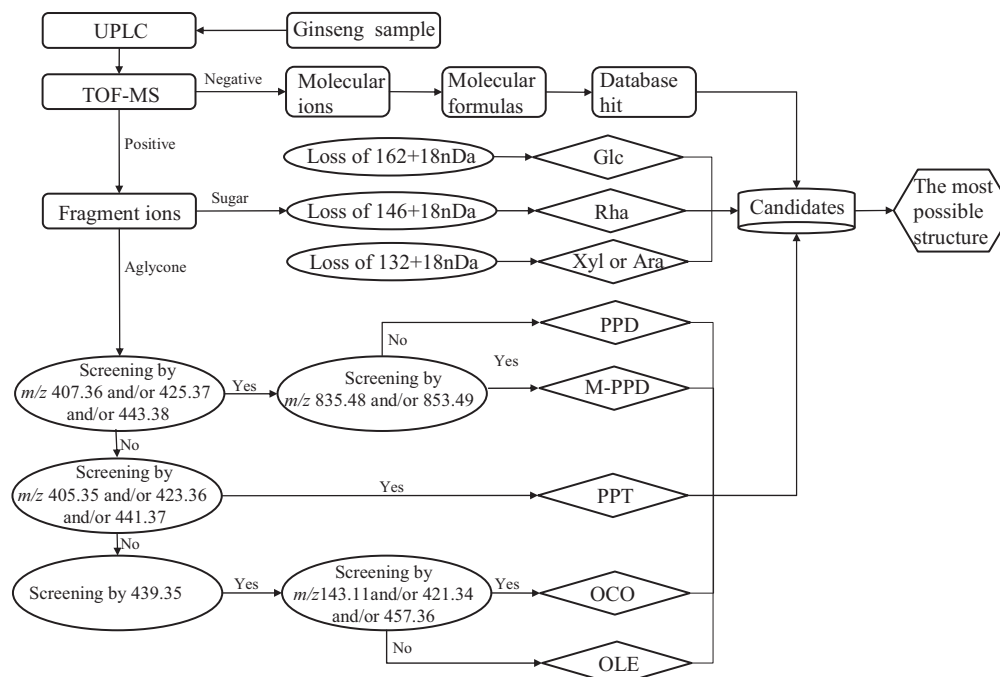 UPLC
Ginseng sample
TOF-MS
Negative
Molecular
ions
Molecular
formulas
Database
hit
Positive
Loss of 162+18nDa
Glc
Fragment ions
Sugar
Loss of 146+18nDa
Rha
Candidates
The most
possible
structure
Loss of 132+18nDa
Xyl or Ara
Aglycone
PPD
No
Screening by
m/z 407.36 and/or 425.37
and/or 443.38
Yes
Screening by
m/z 835.48 and/or 853.49
Yes
M-PPD
No
Screening by
m/z 405.35 and/or 423.36
and/or 441.37
Yes
PPT
No
Screening by 439.35
Yes
Screening by
m/z143.11and/or 421.34
and/or 457.36
Yes
OCO
No
OLE